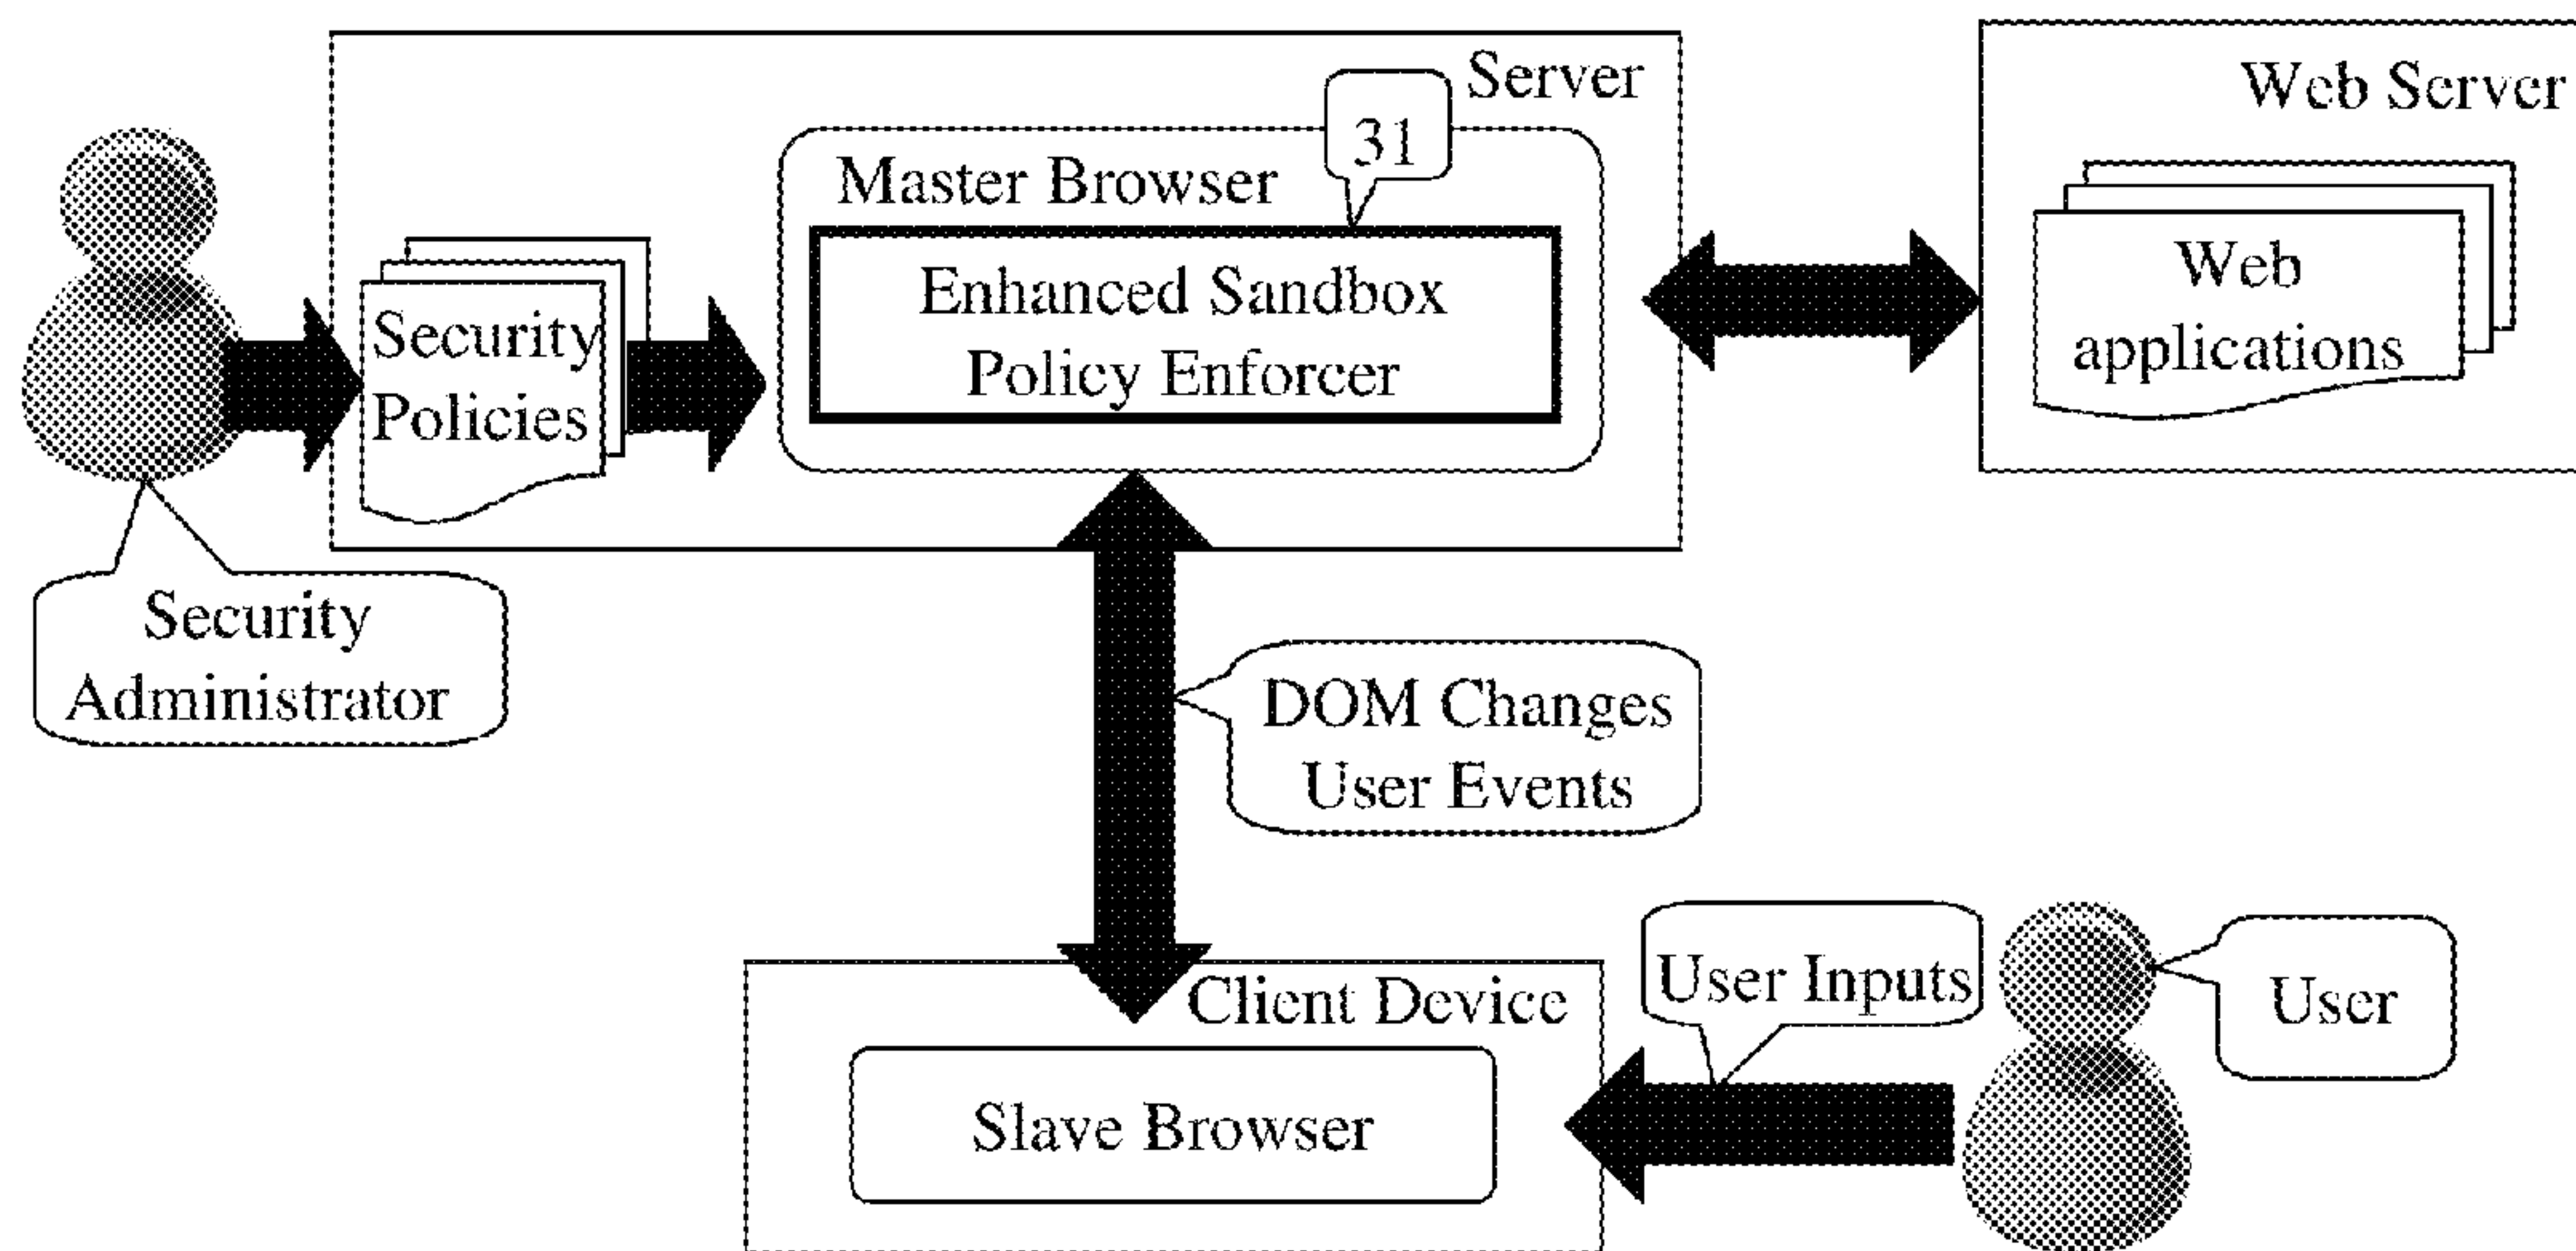 Server
31
Master Browser
Enhanced Sandbox
Policy Enforcer
Security
Policies
Web Server
Web
applications
Security
Administrator
DOM Changes
User Events
Client Device
Slave Browser
User Inputs
User